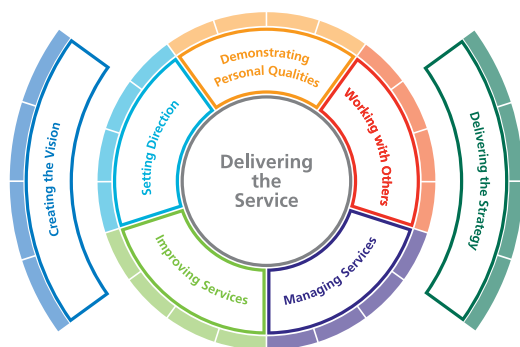 Demonstrating
Personal Qualities
Working with Others
Managing Services
Improving Services
Setting Direction
Delivering
the
Service
Creating the Vision
Delivering the Strategy